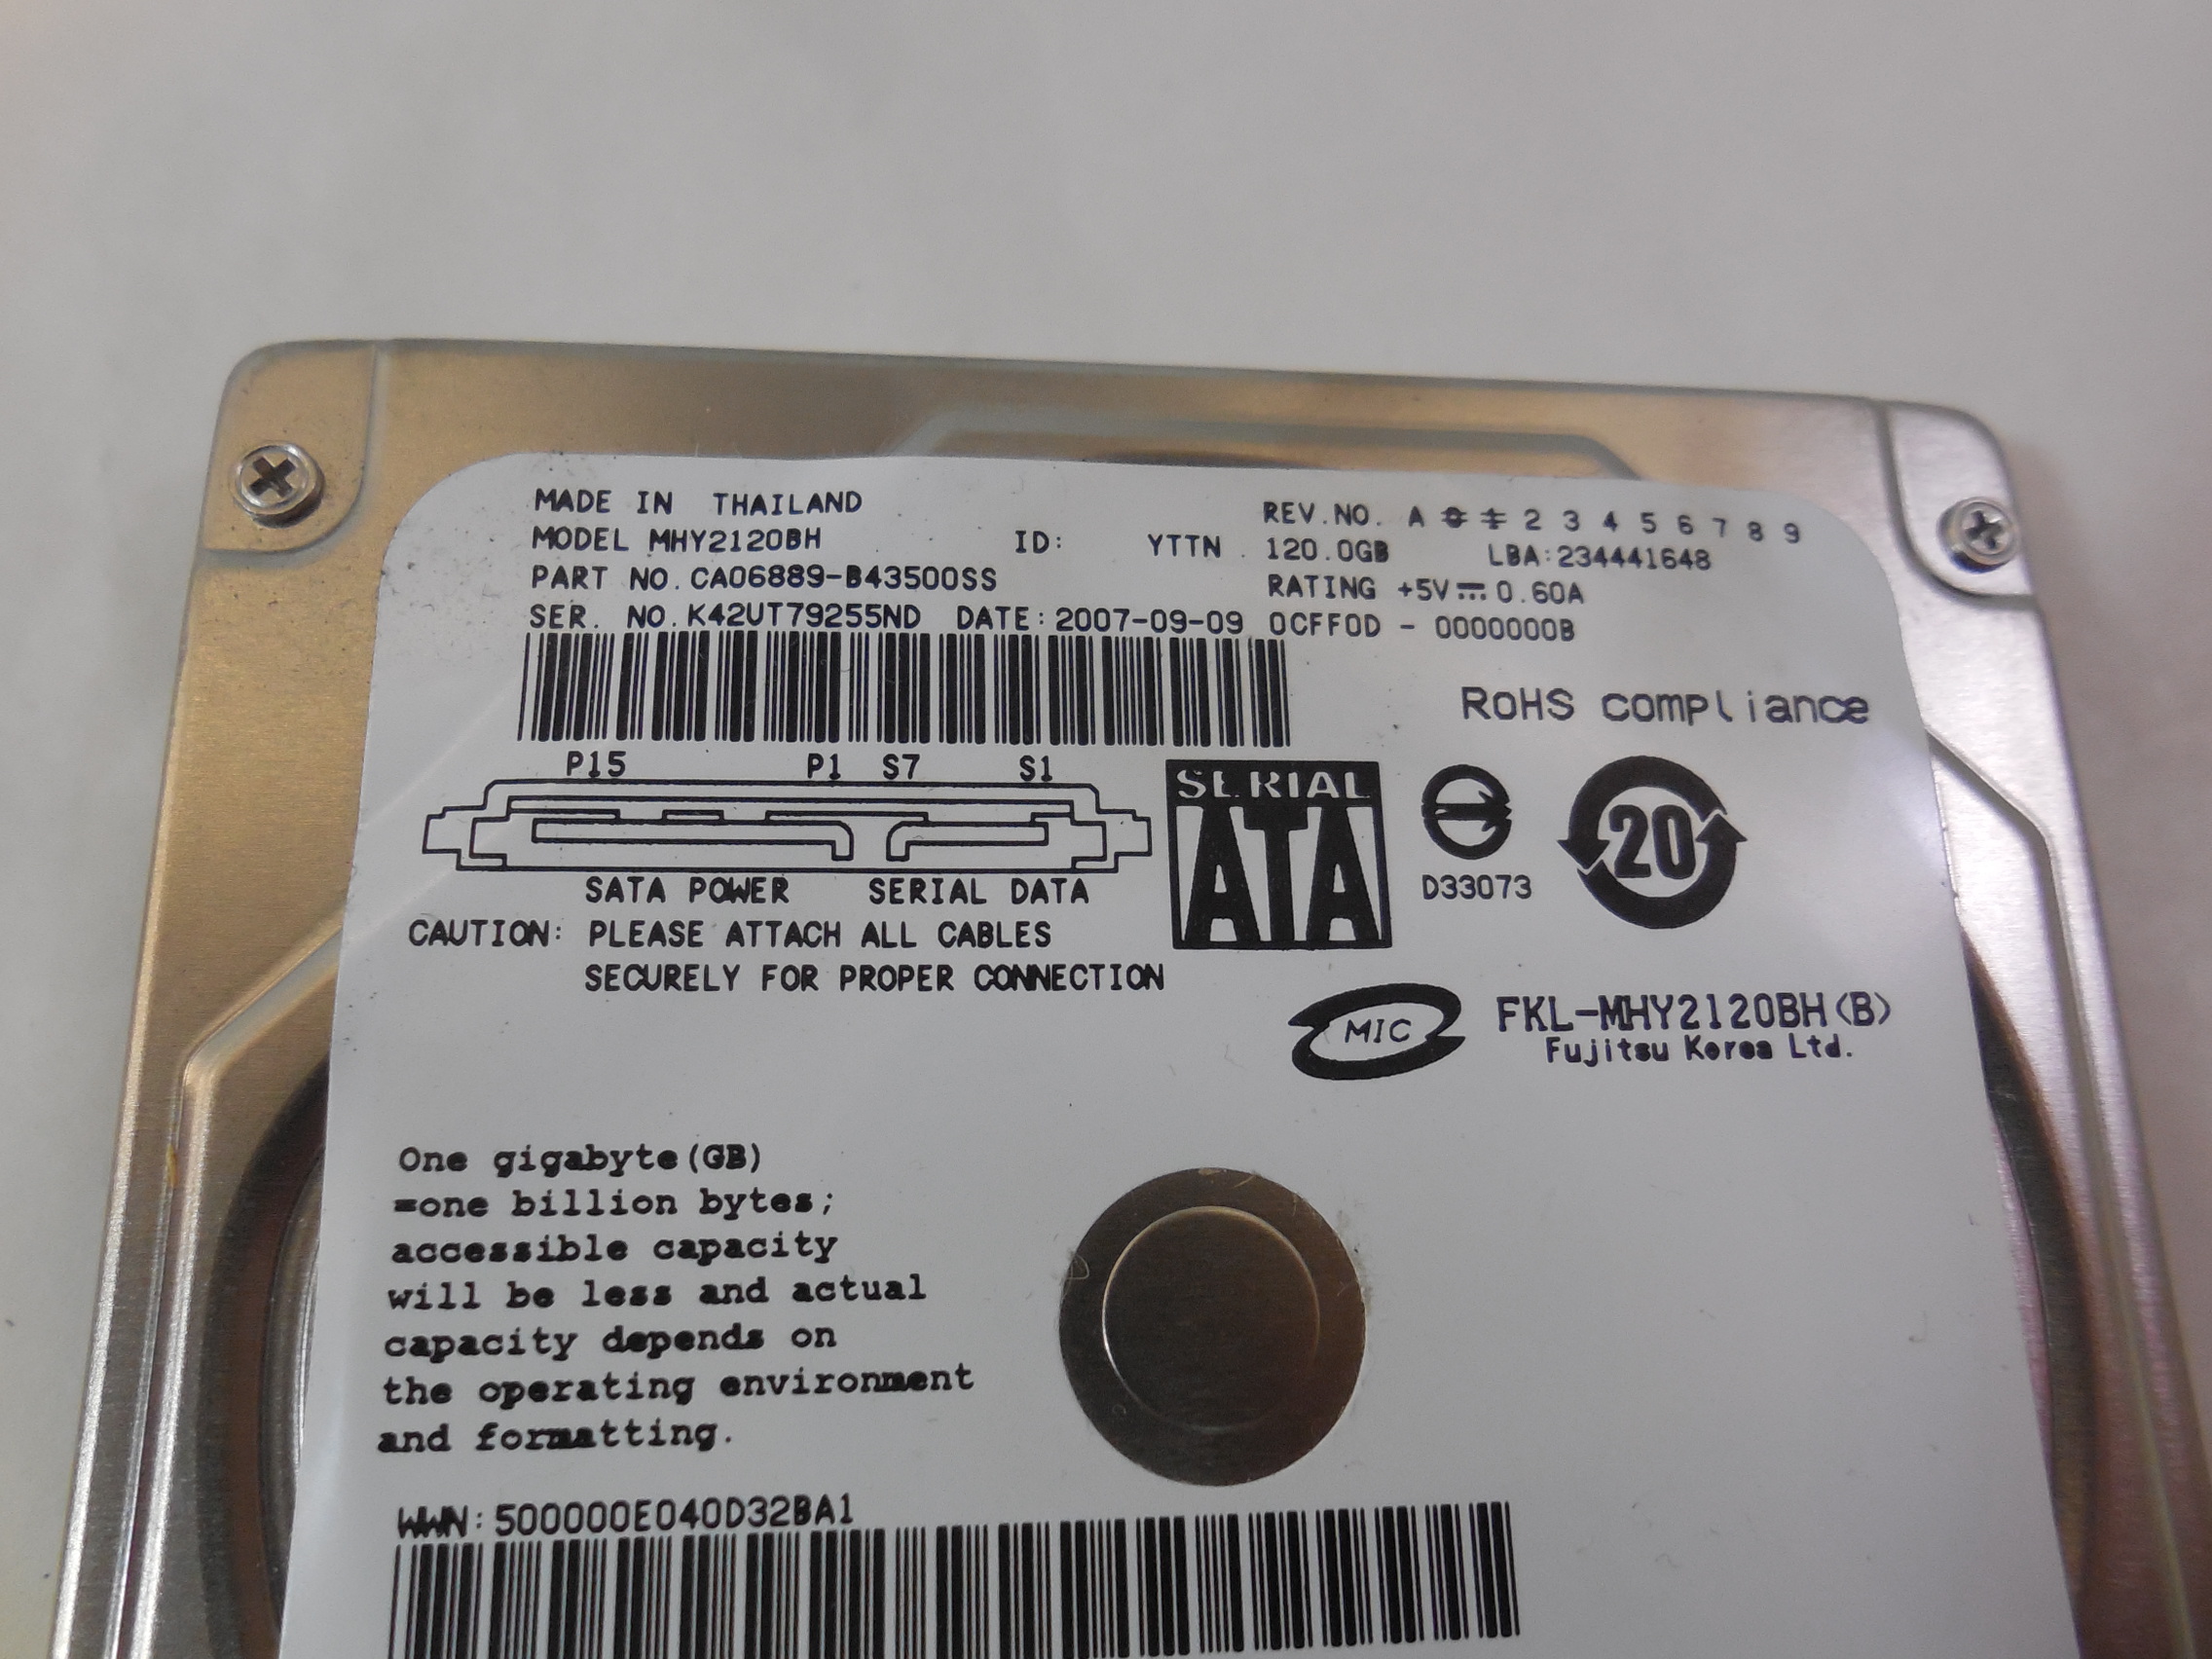 MADE IN THAILAND
REV.NO. A 0 1 2 3 4 5 6 7 8 9
MODEL MHY2120BH ID: YTTN 120.0GB LBA:234441648
PART NO.CA06889-B43500SS RATING +5V⎓0.60A
SER. NO.K42UT79255ND DATE:2007-09-09 0CFF0D - 0000000B
RoHS compliance
P15 P1 S7 S1
SERIAL
ATA
20
D33073
SATA POWER SERIAL DATA
CAUTION: PLEASE ATTACH ALL CABLES
SECURELY FOR PROPER CONNECTION
MIC
FKL-MHY2120BH(B)
Fujitsu Korea Ltd.
One gigabyte(GB)
=one billion bytes;
accessible capacity
will be less and actual
capacity depends on
the operating environment
and formatting.
WWN:500000E040D32BA1